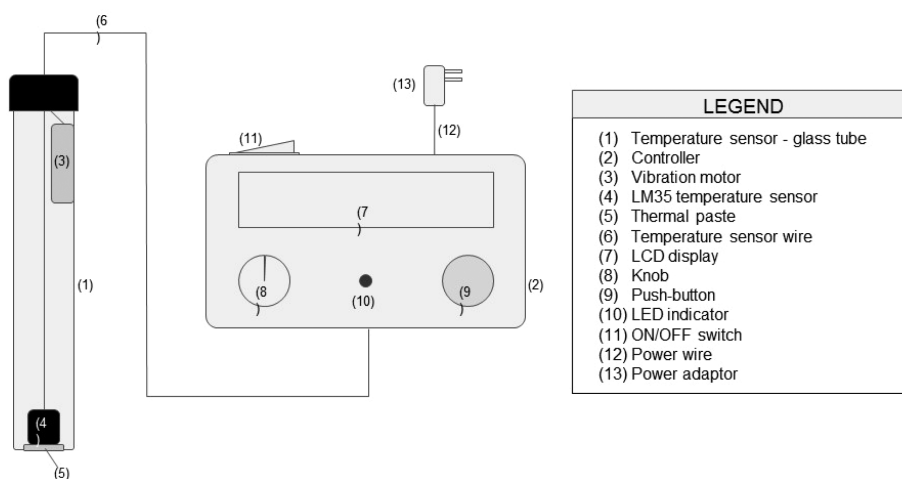 (6
)
(13)
(12)
(11)
(3)
(7
)
(1)
(8
)
(10)
(9
)
(2)
(4
)
(5)
LEGEND
(1) Temperature sensor - glass tube
(2) Controller
(3) Vibration motor
(4) LM35 temperature sensor
(5) Thermal paste
(6) Temperature sensor wire
(7) LCD display
(8) Knob
(9) Push-button
(10) LED indicator
(11) ON/OFF switch
(12) Power wire
(13) Power adaptor